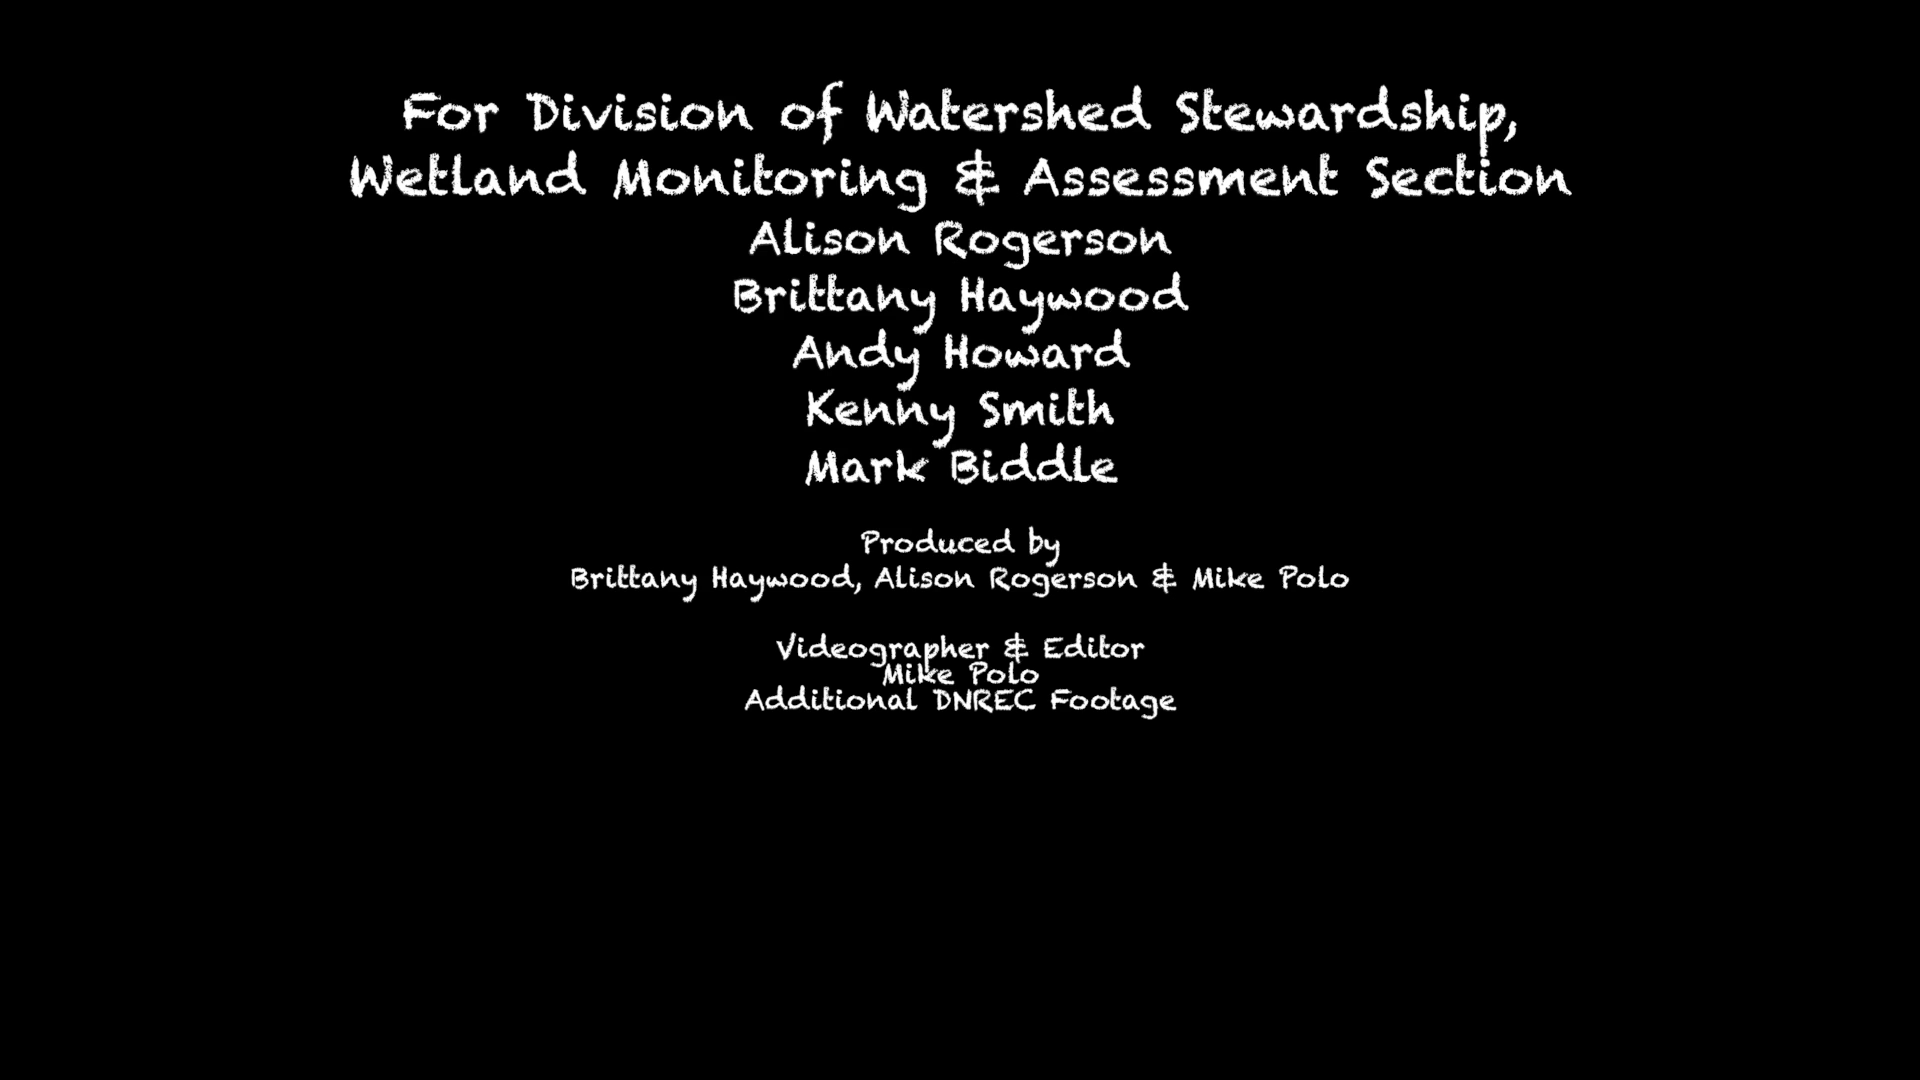 For Division of Watershed Stewardship,
Wetland Monitoring & Assessment Section
Alison Rogerson
Brittany Haywood
Andy Howard
Kenny Smith
Mark Biddle
Produced by
Brittany Haywood, Alison Rogerson & Mike Polo
Videographer & Editor
Mike Polo
Additional DNREC Footage